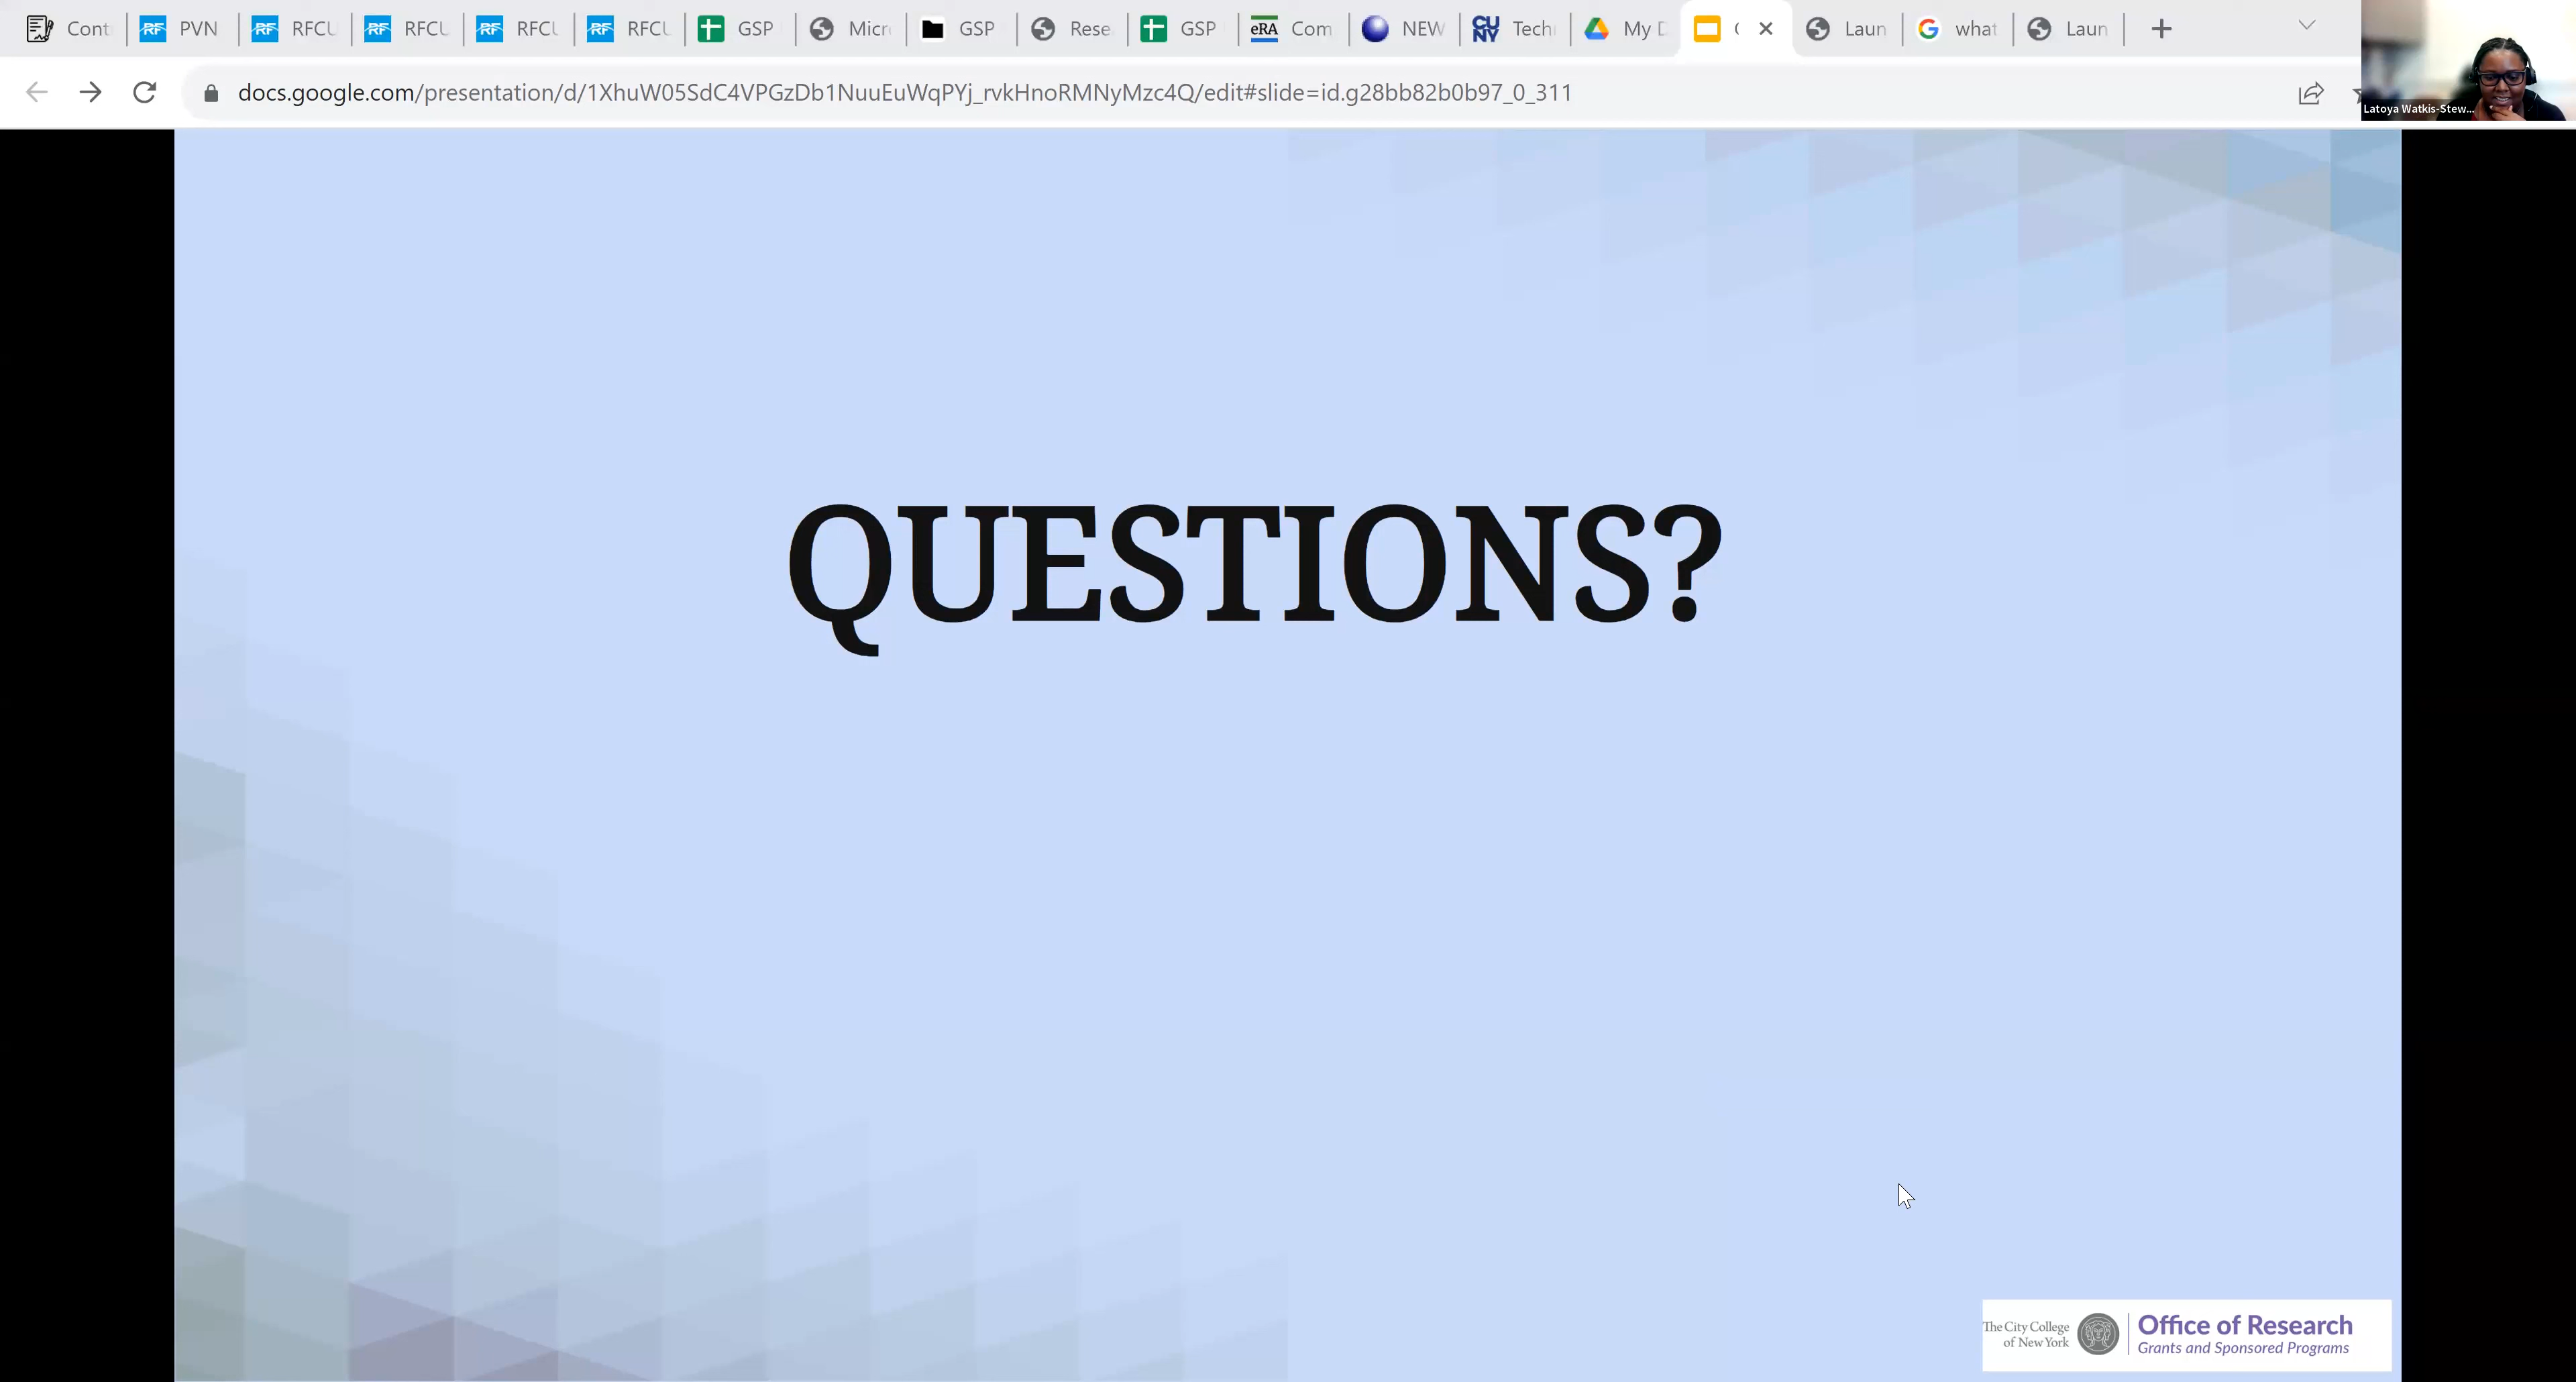 Cont
PVN
RFCU
RFCU
RFCU
RFCU
GSP
Micr
GSP
Rese
GSP
eRA Com
NEW
CUNY Tech
My D
Laun
what
Laun
docs.google.com/presentation/d/1XhuW05SdC4VPGzDb1NuuEuWqPYj_rvkHnoRMNyMzc4Q/edit#slide=id.g28bb82b0b97_0_311
Latoya Watkis-Stew...
QUESTIONS?
The City College
of New York
Office of Research
Grants and Sponsored Programs